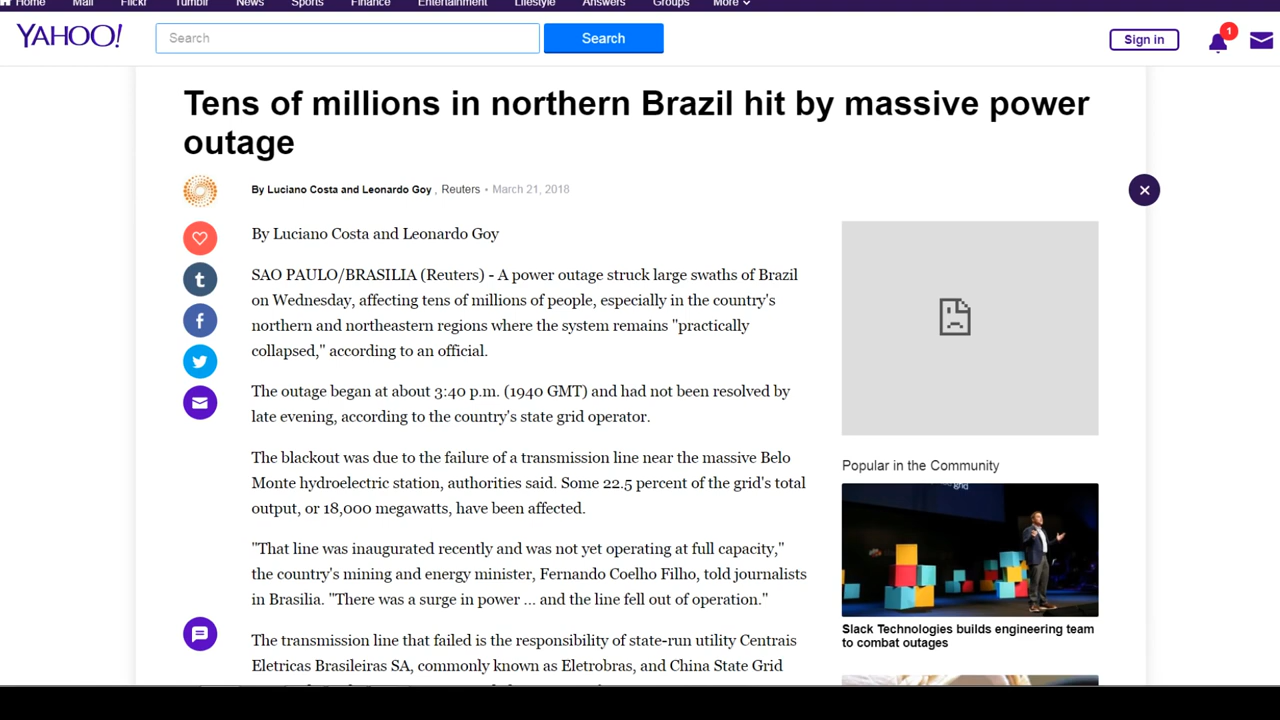 Home Mail Flickr Tumblr News Sports Finance Entertainment Lifestyle Answers Groups More
YAHOO! Search Search Sign in 1
Tens of millions in northern Brazil hit by massive power
outage
By Luciano Costa and Leonardo Goy , Reuters • March 21, 2018
By Luciano Costa and Leonardo Goy
SAO PAULO/BRASILIA (Reuters) - A power outage struck large swaths of Brazil
on Wednesday, affecting tens of millions of people, especially in the country's
northern and northeastern regions where the system remains "practically
collapsed," according to an official.
The outage began at about 3:40 p.m. (1940 GMT) and had not been resolved by
late evening, according to the country's state grid operator.
The blackout was due to the failure of a transmission line near the massive Belo
Monte hydroelectric station, authorities said. Some 22.5 percent of the grid's total
output, or 18,000 megawatts, have been affected.
"That line was inaugurated recently and was not yet operating at full capacity,"
the country's mining and energy minister, Fernando Coelho Filho, told journalists
in Brasilia. "There was a surge in power ... and the line fell out of operation."
The transmission line that failed is the responsibility of state-run utility Centrais
Eletricas Brasileiras SA, commonly known as Eletrobras, and China State Grid
Popular in the Community
grid
Slack Technologies builds engineering team
to combat outages